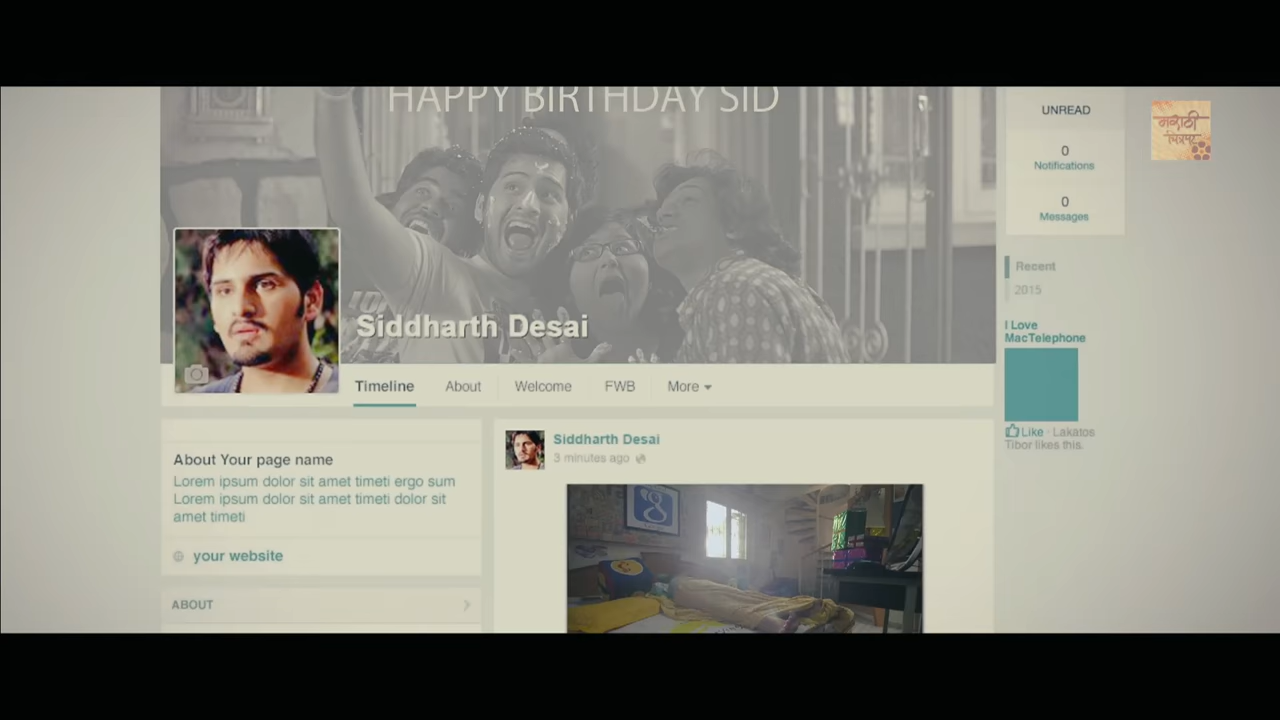 HAPPY BIRTHDAY SID
UNREAD
मराठी
चित्रपट
0
Notifications
0
Messages
Recent
2015
Siddharth Desai
I Love
MacTelephone
Timeline
About
Welcome
FWB
More
Like · Lakatos
Tibor likes this.
Siddharth Desai
3 minutes ago
About Your page name
Lorem ipsum dolor sit amet timeti ergo sum
Lorem ipsum dolor sit amet timeti dolor sit
amet timeti
your website
ABOUT